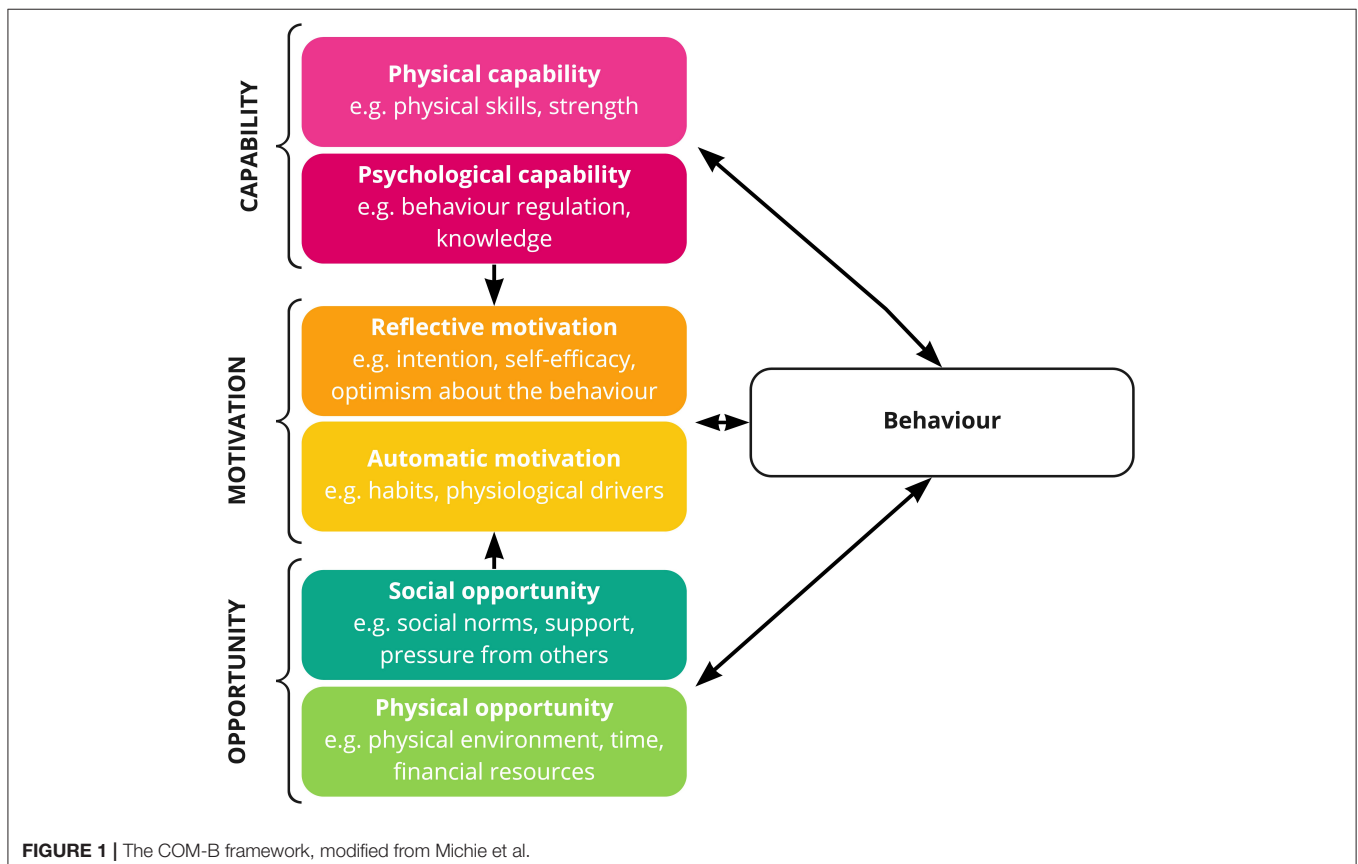 CAPABILITY
Physical capability
e.g. physical skills, strength
Psychological capability
e.g. behaviour regulation,
knowledge
MOTIVATION
Reflective motivation
e.g. intention, self-efficacy,
optimism about the behaviour
Automatic motivation
e.g. habits, physiological drivers
OPPORTUNITY
Social opportunity
e.g. social norms, support,
pressure from others
Physical opportunity
e.g. physical environment, time,
financial resources
Behaviour
FIGURE 1 | The COM-B framework, modified from Michie et al.